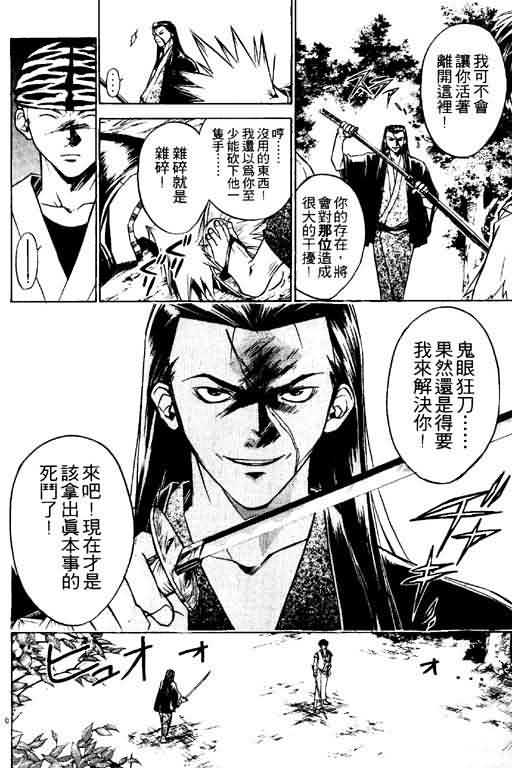 我可不會
讓你活著
離開這裡！
你的存在，將
會對那位造成
很大的干擾！
哼……
沒用的東西！
我還以為你至
少能砍下他一
隻手……
雜碎就是
雜碎！
…
…！
鬼眼狂刀……
果然還是得要
我來解決你！
來吧！現在才是
該拿出真本事的
死鬥了！
ヒュオオ…